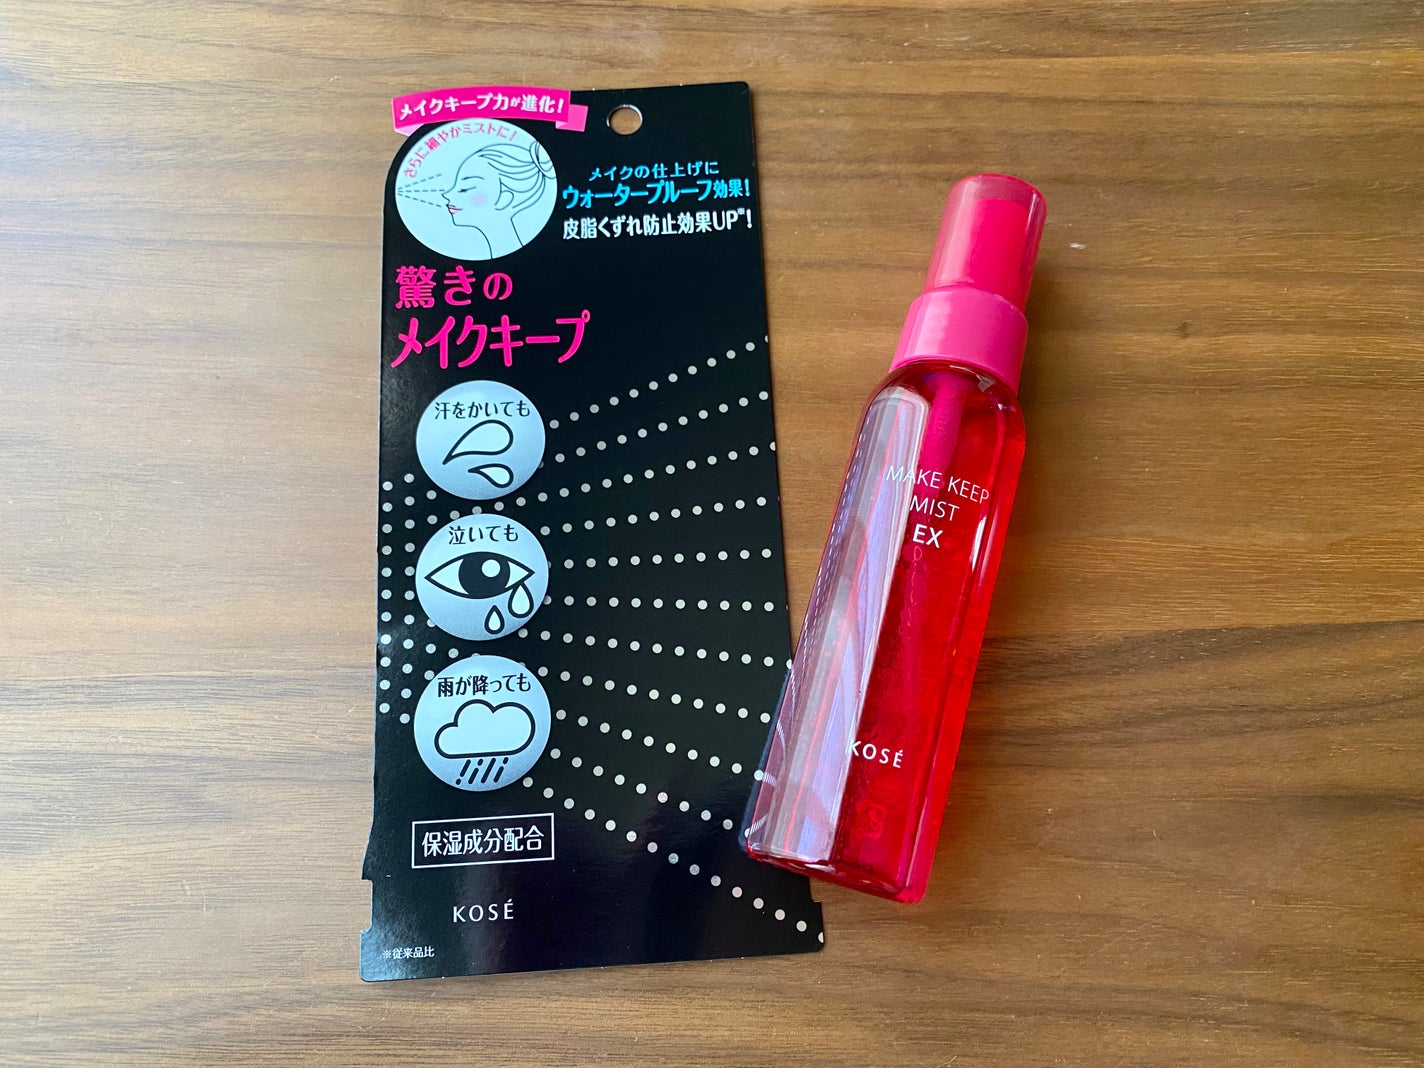 メイクキープ力が進化!
さらに細やかミストに!
メイクの仕上げに
ウォータープルーフ効果!
皮脂くずれ防止効果UP※!
驚きの
メイクキープ
汗をかいても
泣いても
雨が降っても
保湿成分配合
KOSÉ
※従来品比
MAKE KEEP
MIST
EX
KOSÉ